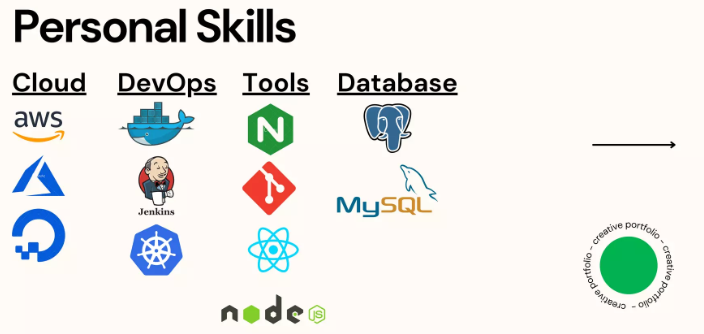 Personal Skills
Cloud DevOps Tools Database
aws
N
Jenkins
MySQL
node JS
creative portfolio - creative portfolio - creative portfolio -